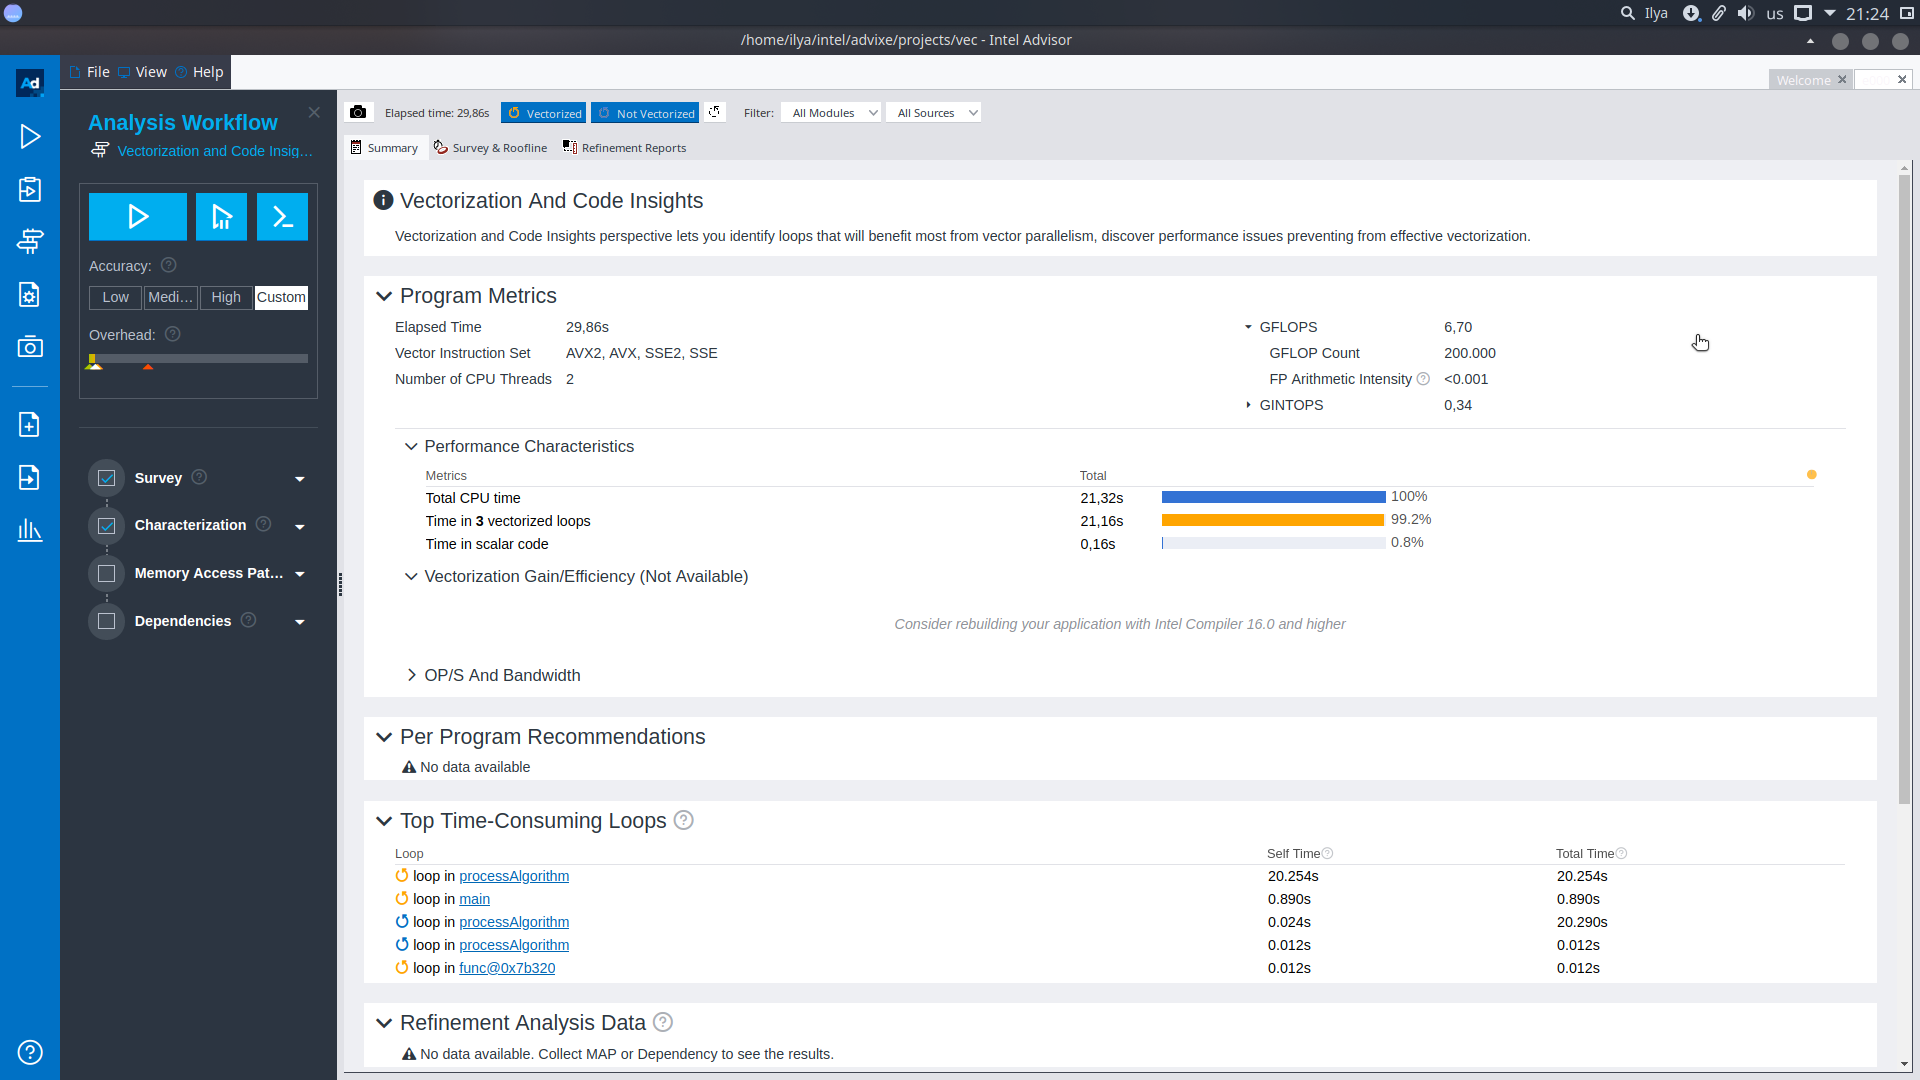 Ilya us 21:24
/home/ilya/intel/advixe/projects/vec - Intel Advisor
Ad File View Help
Welcome
Analysis Workflow
Vectorization and Code Insig...
Accuracy:
Low Medi... High Custom
Overhead:
Survey
Characterization
Memory Access Pat...
Dependencies
Elapsed time: 29,86s Vectorized Not Vectorized Filter: All Modules All Sources
Summary Survey & Roofline Refinement Reports
Vectorization And Code Insights
Vectorization and Code Insights perspective lets you identify loops that will benefit most from vector parallelism, discover performance issues preventing from effective vectorization.
Program Metrics
Elapsed Time 29,86s GFLOPS 6,70
Vector Instruction Set AVX2, AVX, SSE2, SSE GFLOP Count 200.000
Number of CPU Threads 2 FP Arithmetic Intensity <0.001
GINTOPS 0,34
Performance Characteristics
Metrics Total
Total CPU time 21,32s 100%
Time in 3 vectorized loops 21,16s 99.2%
Time in scalar code 0,16s 0.8%
Vectorization Gain/Efficiency (Not Available)
Consider rebuilding your application with Intel Compiler 16.0 and higher
OP/S And Bandwidth
Per Program Recommendations
No data available
Top Time-Consuming Loops
Loop Self Time Total Time
loop in processAlgorithm 20.254s 20.254s
loop in main 0.890s 0.890s
loop in processAlgorithm 0.024s 20.290s
loop in processAlgorithm 0.012s 0.012s
loop in func@0x7b320 0.012s 0.012s
Refinement Analysis Data
No data available. Collect MAP or Dependency to see the results.